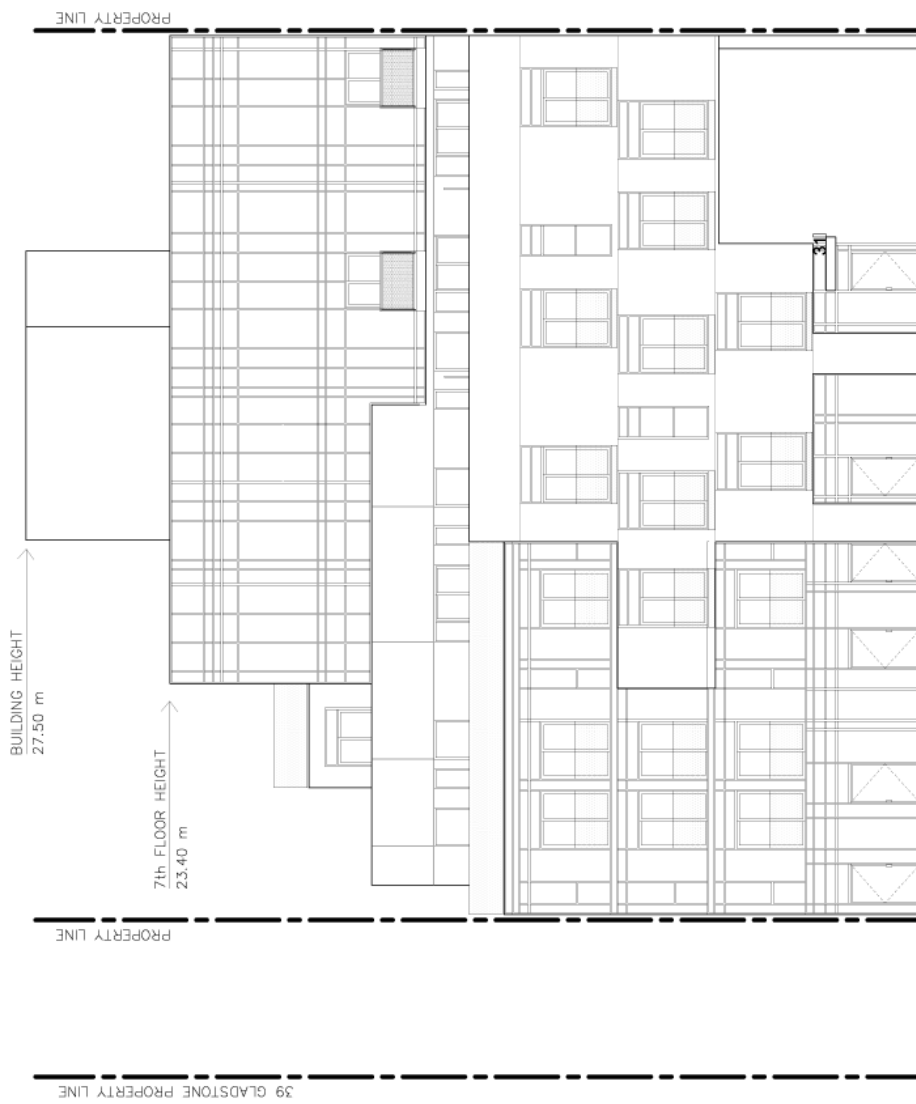 PROPERTY LINE
31
BUILDING HEIGHT
27.50 m
7th FLOOR HEIGHT
23.40 m
PROPERTY LINE
39 GLADSTONE PROPERTY LINE